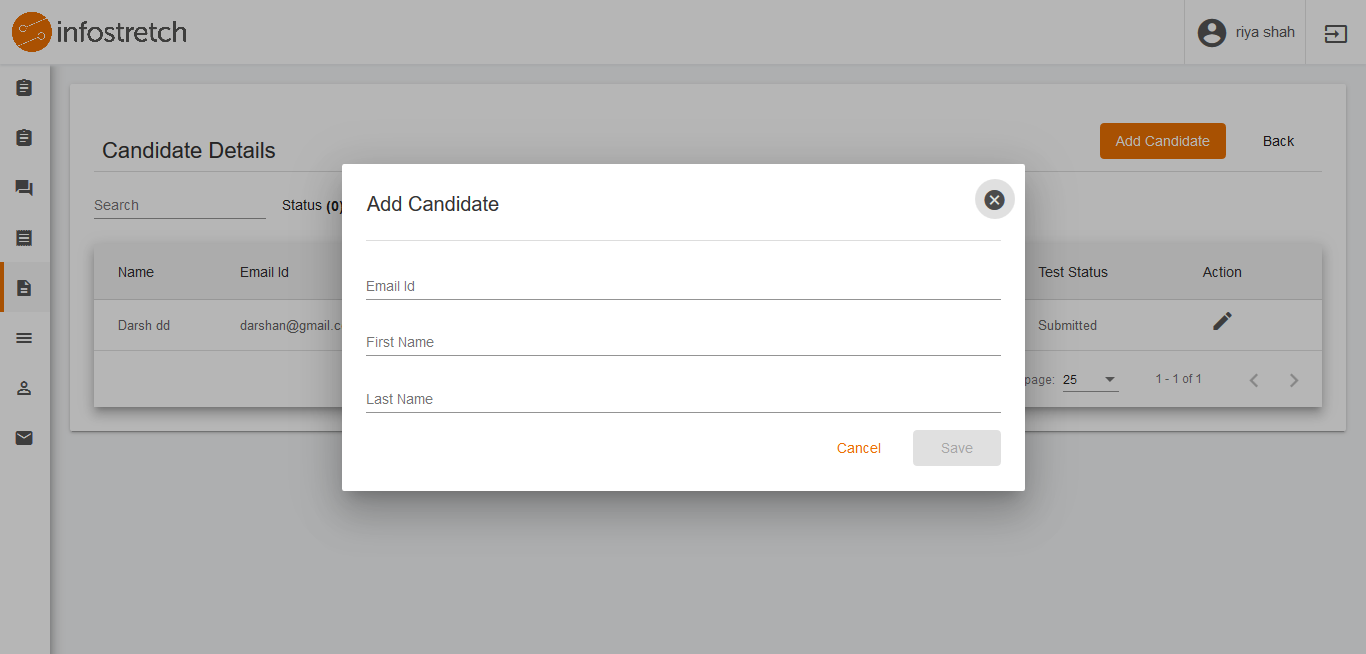 infostretch
riya shah
Candidate Details
Add Candidate
Back
Search
Status (0)
Name
Email Id
Test Status
Action
Darsh dd
darshan@gmail.c
Submitted
page:
25
1 - 1 of 1
Add Candidate
Email Id
First Name
Last Name
Cancel
Save